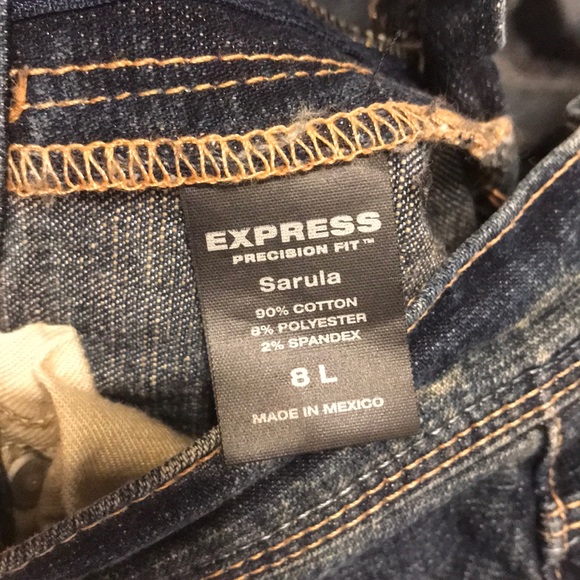 EXPRESS
PRECISION FIT™
Sarula
90% COTTON
8% POLYESTER
2% SPANDEX
8 L
MADE IN MEXICO